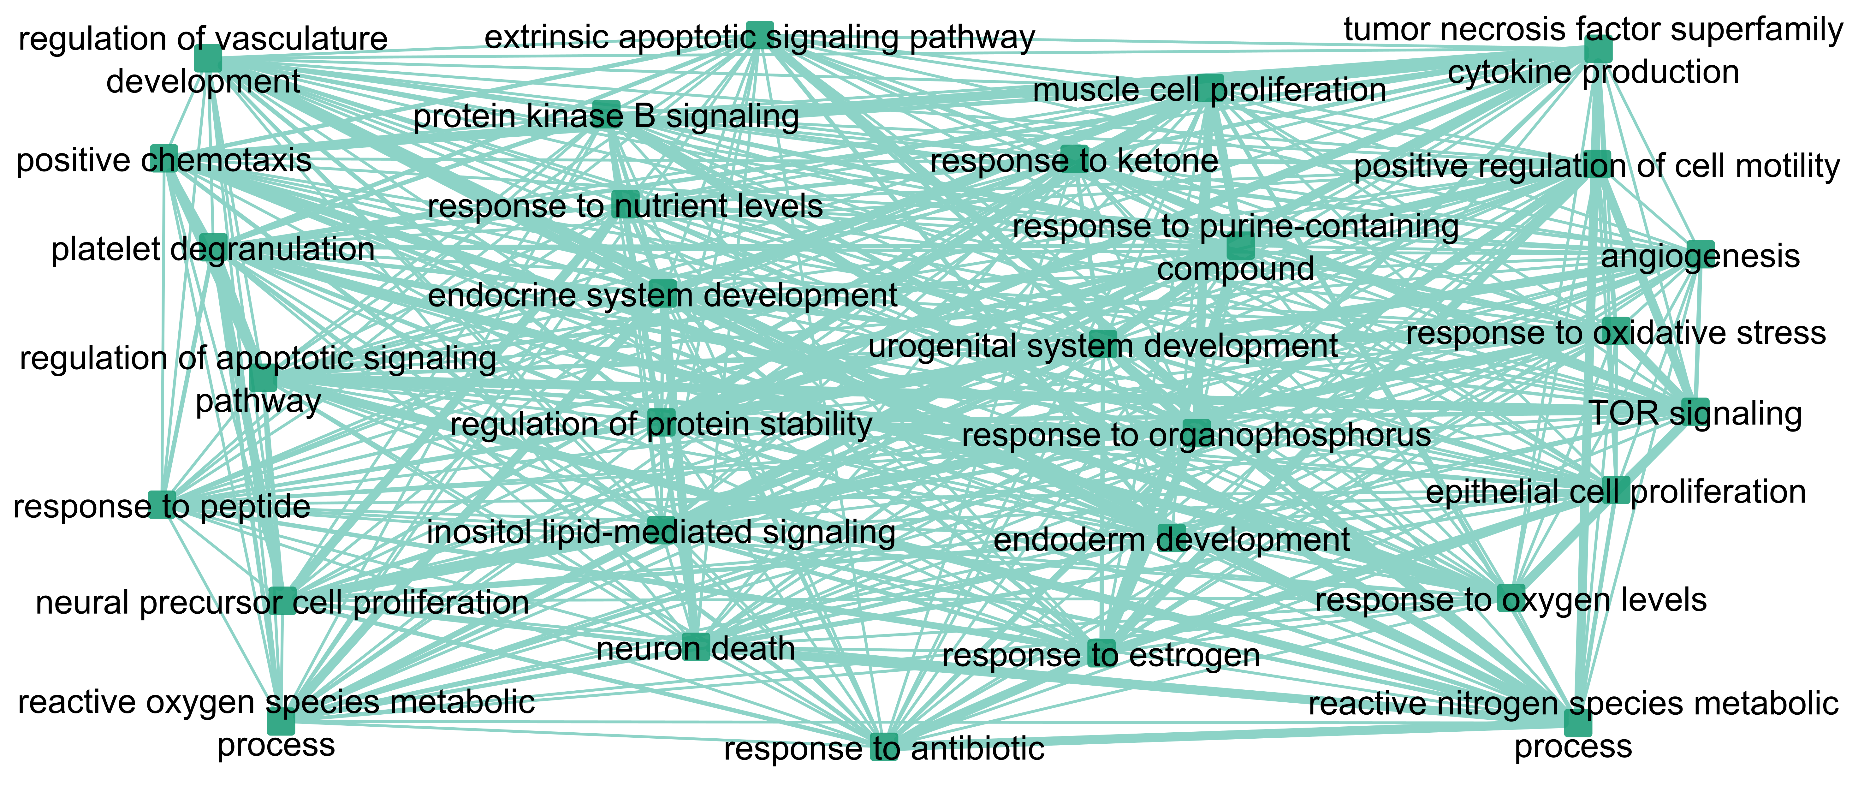 regulation of vasculature
development
extrinsic apoptotic signaling pathway
tumor necrosis factor superfamily
cytokine production
muscle cell proliferation
protein kinase B signaling
positive chemotaxis
response to ketone
positive regulation of cell motility
response to nutrient levels
response to purine-containing
compound
platelet degranulation
angiogenesis
endocrine system development
urogenital system development
response to oxidative stress
regulation of apoptotic signaling
pathway
regulation of protein stability
response to organophosphorus
TOR signaling
response to peptide
epithelial cell proliferation
inositol lipid-mediated signaling
endoderm development
neural precursor cell proliferation
response to oxygen levels
neuron death
response to estrogen
reactive oxygen species metabolic
process
response to antibiotic
reactive nitrogen species metabolic
process